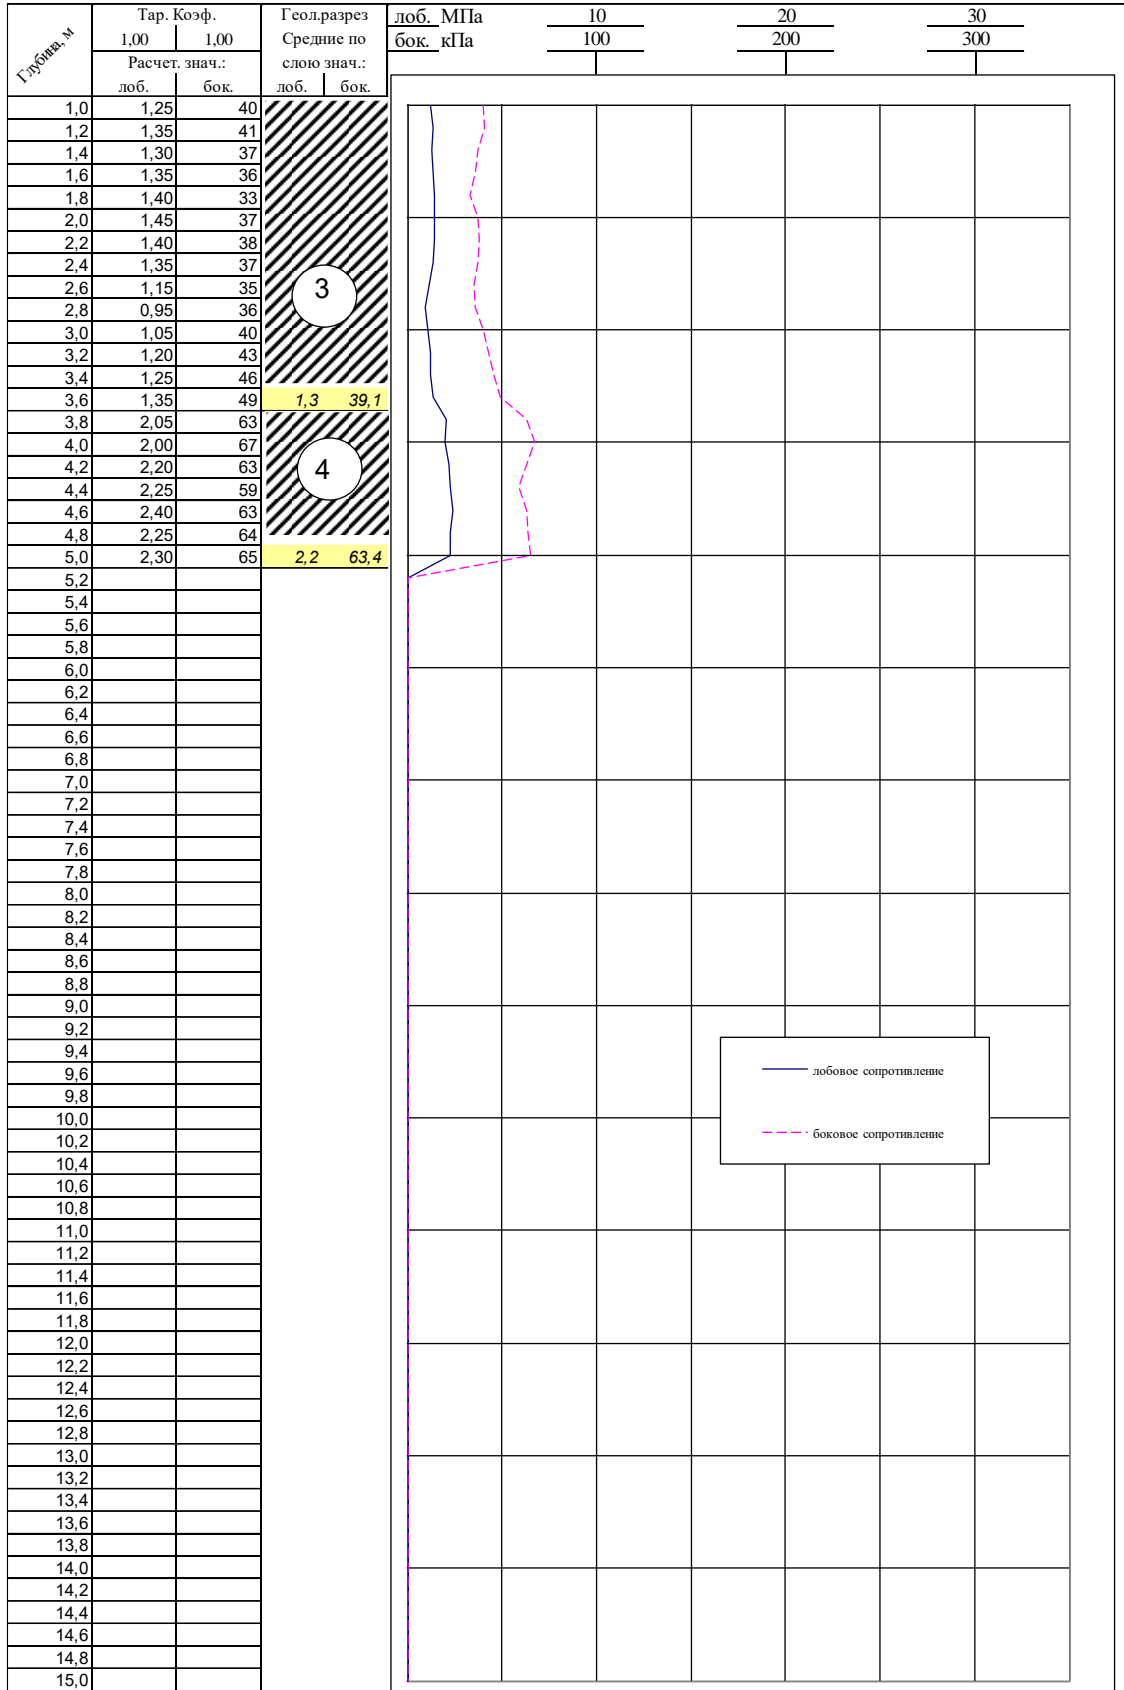 Глубина, м
Тар. Коэф.
1,00 1,00
Расчет. знач.:
лоб. бок.
Геол.разрез
Средние по
слою знач.:
лоб. бок.
лоб. МПа 10 20 30
бок. кПа 100 200 300
1,0 1,25 40
1,2 1,35 41
1,4 1,30 37
1,6 1,35 36
1,8 1,40 33
2,0 1,45 37
2,2 1,40 38
2,4 1,35 37
2,6 1,15 35
3
2,8 0,95 36
3,0 1,05 40
3,2 1,20 43
3,4 1,25 46
3,6 1,35 49 1,3 39,1
3,8 2,05 63
4,0 2,00 67
4,2 2,20 63
4
4,4 2,25 59
4,6 2,40 63
4,8 2,25 64
5,0 2,30 65 2,2 63,4
5,2
5,4
5,6
5,8
6,0
6,2
6,4
6,6
6,8
7,0
7,2
7,4
7,6
7,8
8,0
8,2
8,4
8,6
8,8
9,0
9,2
9,4
9,6
9,8
10,0
10,2
10,4
10,6
10,8
11,0
11,2
11,4
11,6
11,8
12,0
12,2
12,4
12,6
12,8
13,0
13,2
13,4
13,6
13,8
14,0
14,2
14,4
14,6
14,8
15,0
лобовое сопротивление
боковое сопротивление